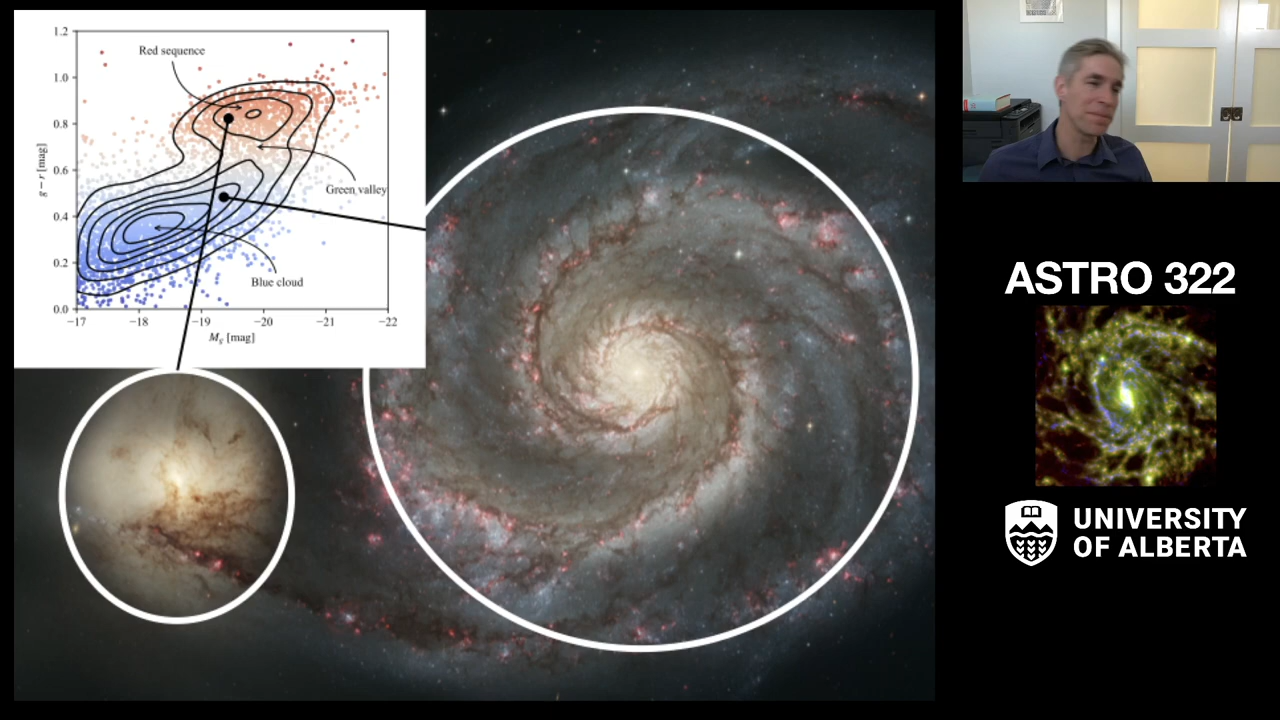 1.2
1.0
0.8
0.6
0.4
0.2
0.0
g − r [mag]
Red sequence
Green valley
Blue cloud
−17 −18 −19 −20 −21 −22
M_g [mag]
ASTRO 322
UNIVERSITY
OF ALBERTA